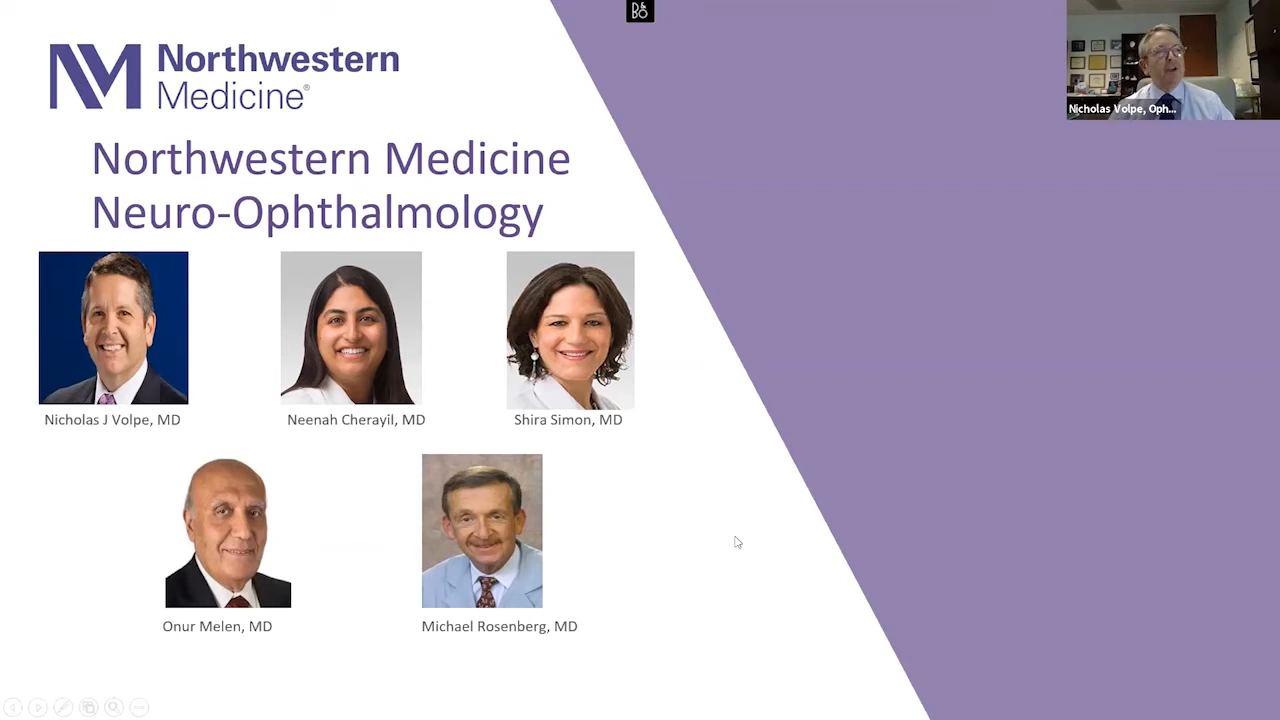 Northwestern
Medicine®
B&O
Nicholas Volpe, Oph...
Northwestern Medicine
Neuro-Ophthalmology
Nicholas J Volpe, MD
Neenah Cherayil, MD
Shira Simon, MD
Onur Melen, MD
Michael Rosenberg, MD